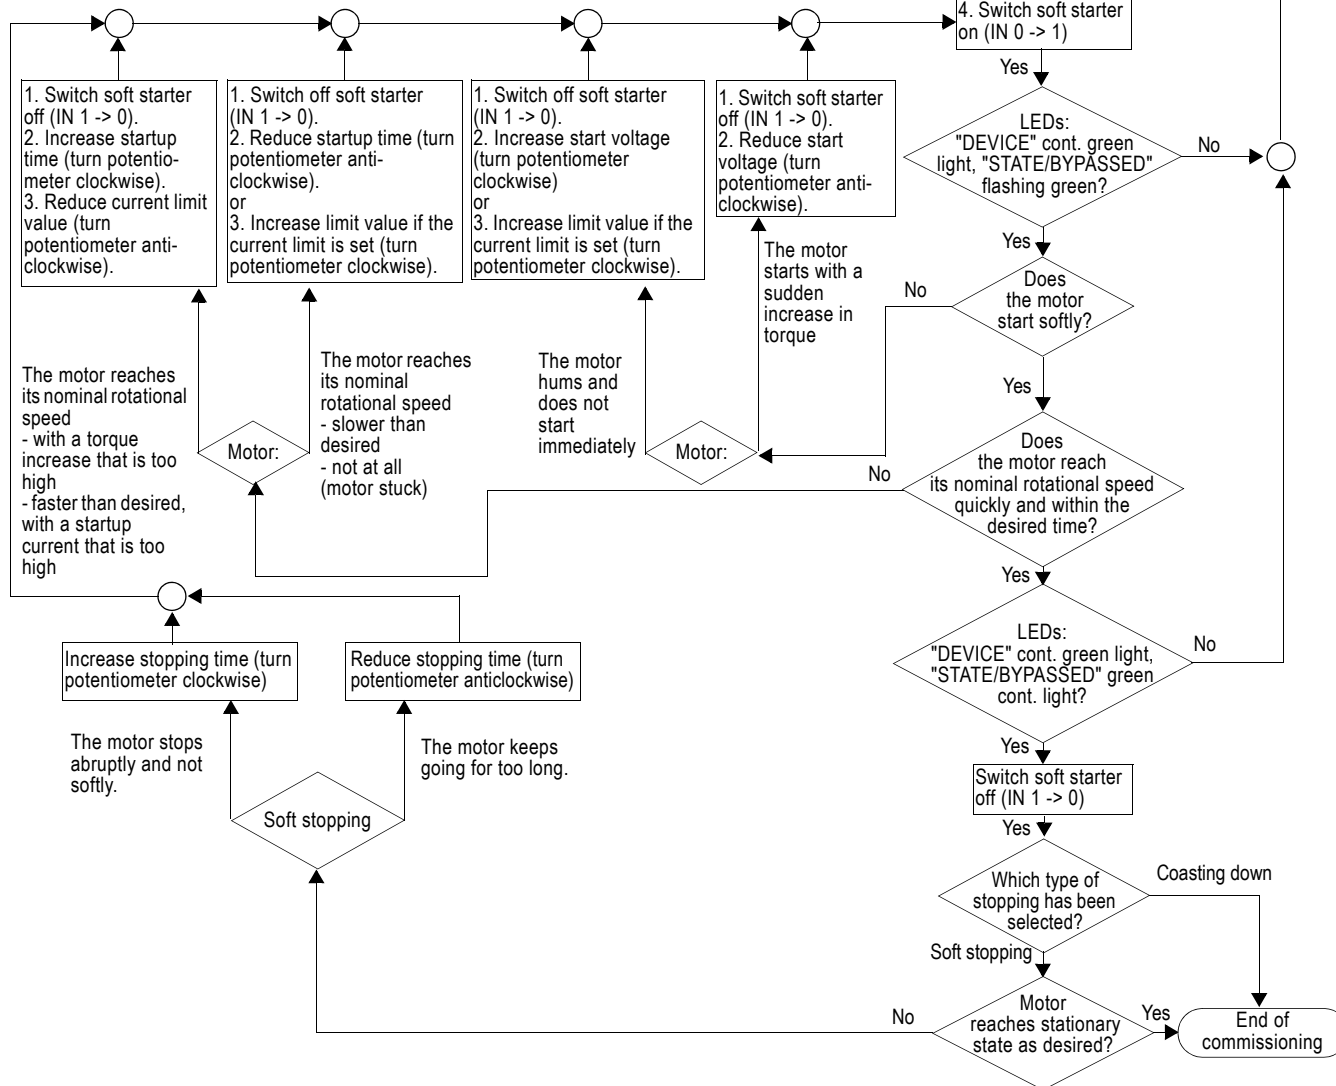 4. Switch soft starter
on (IN 0 -> 1)
Yes
1. Switch soft starter
off (IN 1 -> 0).
2. Increase startup
time (turn potentio-
meter clockwise).
3. Reduce current limit
value (turn
potentiometer anti-
clockwise).
1. Switch off soft starter
(IN 1 -> 0).
2. Reduce startup time (turn
potentiometer anti-
clockwise).
or
3. Increase limit value if the
current limit is set (turn
potentiometer clockwise).
1. Switch off soft starter
(IN 1 -> 0).
2. Increase start voltage
(turn potentiometer
clockwise)
or
3. Increase limit value if the
current limit is set (turn
potentiometer clockwise).
1. Switch soft starter
off (IN 1 -> 0).
2. Reduce start
voltage (turn
potentiometer anti-
clockwise).
LEDs:
"DEVICE" cont. green
light, "STATE/BYPASSED"
flashing green?
No
Yes
The motor
starts with a
sudden
increase in
torque
No
Does
the motor
start softly?
Yes
The motor reaches
its nominal rotational
speed
- with a torque
increase that is too
high
- faster than desired,
with a startup
current that is too
high
Motor:
The motor reaches
its nominal
rotational speed
- slower than
desired
- not at all
(motor stuck)
The motor
hums and
does not
start
immediately
Motor:
No
Does
the motor reach
its nominal rotational speed
quickly and within the
desired time?
Yes
LEDs:
"DEVICE" cont. green light,
"STATE/BYPASSED" green
cont. light?
No
Yes
Increase stopping time (turn
potentiometer clockwise)
Reduce stopping time (turn
potentiometer anticlockwise)
The motor stops
abruptly and not
softly.
The motor keeps
going for too long.
Soft stopping
Switch soft starter
off (IN 1 -> 0)
Yes
Which type of
stopping has been
selected?
Coasting down
Soft stopping
No
Motor
reaches stationary
state as desired?
Yes
End of
commissioning